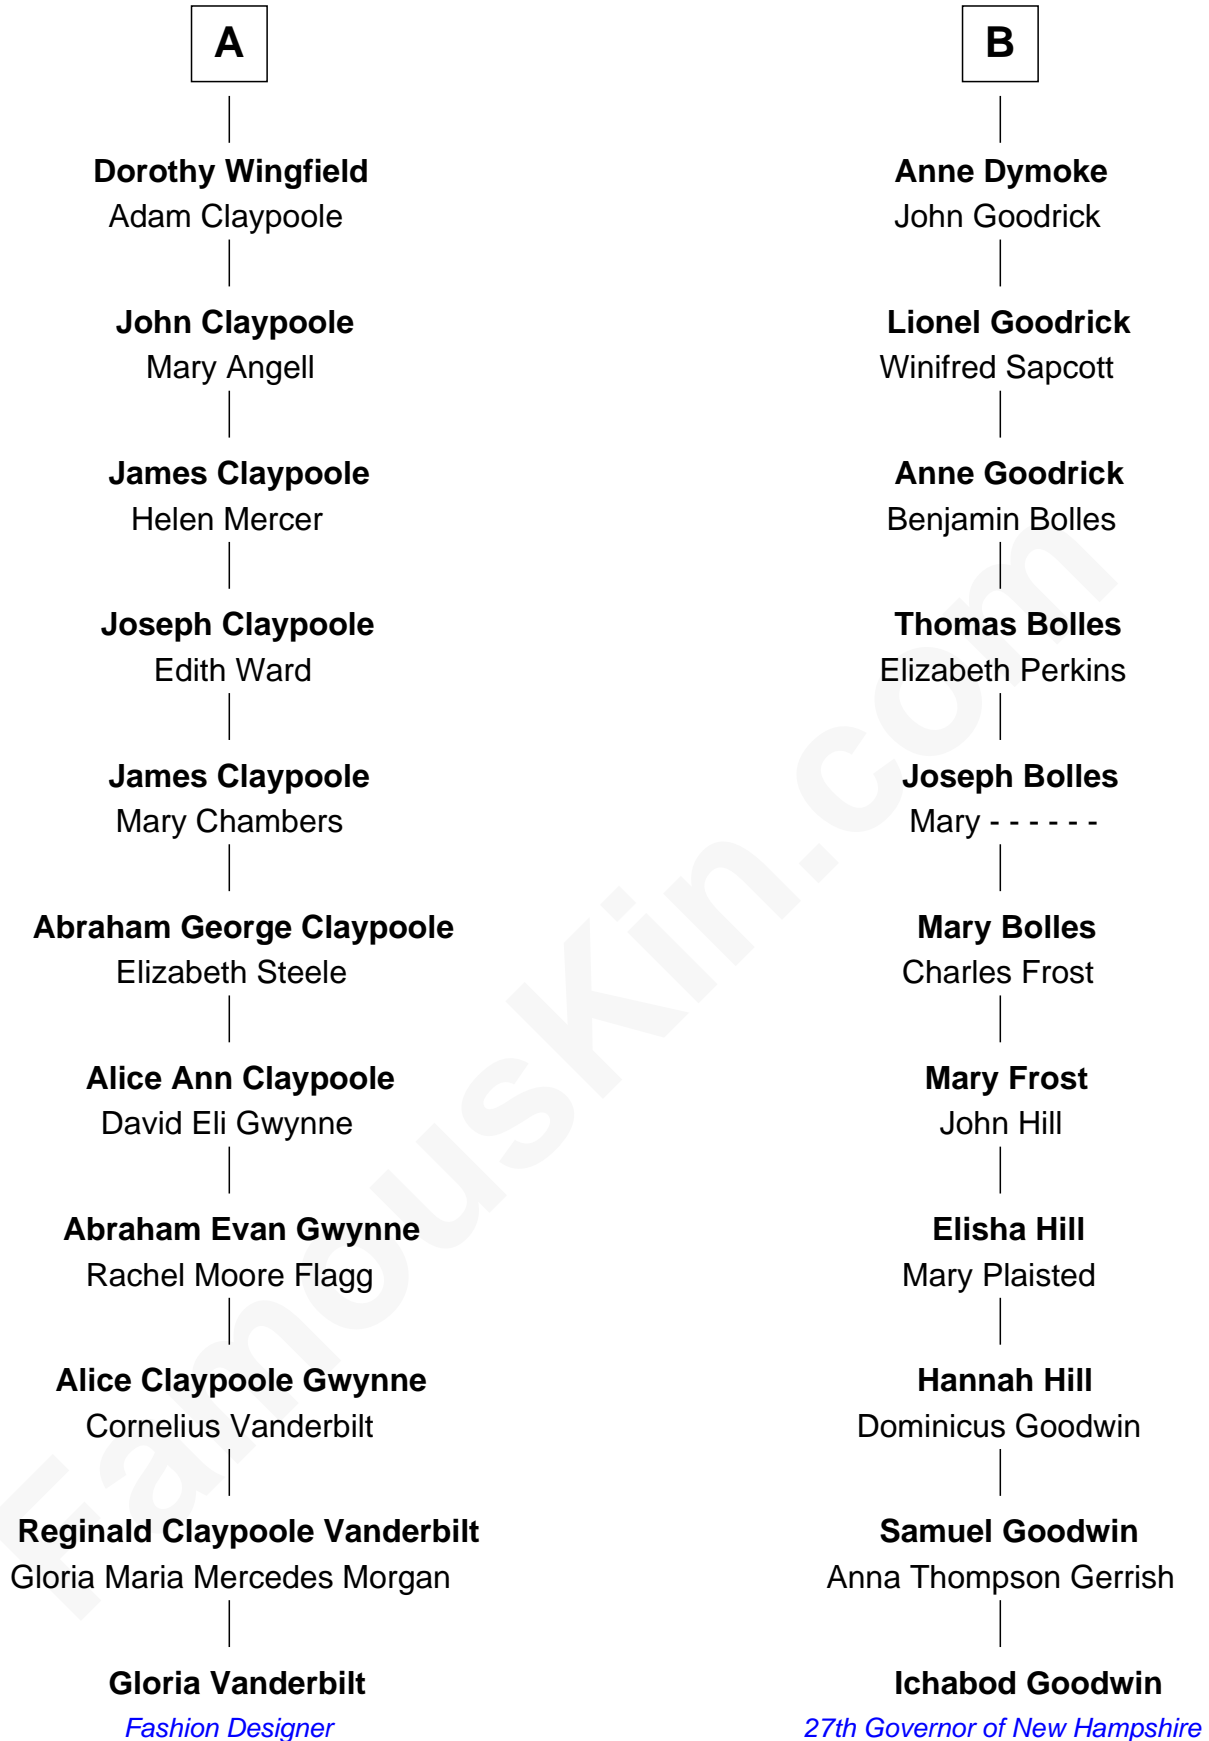 A
Dorothy Wingfield
Adam Claypoole
John Claypoole
Mary Angell
James Claypoole
Helen Mercer
Joseph Claypoole
Edith Ward
James Claypoole
Mary Chambers
Abraham George Claypoole
Elizabeth Steele
Alice Ann Claypoole
David Eli Gwynne
Abraham Evan Gwynne
Rachel Moore Flagg
Alice Claypoole Gwynne
Cornelius Vanderbilt
Reginald Claypoole Vanderbilt
Gloria Maria Mercedes Morgan
Gloria Vanderbilt
Fashion Designer
B
Anne Dymoke
John Goodrick
Lionel Goodrick
Winifred Sapcott
Anne Goodrick
Benjamin Bolles
Thomas Bolles
Elizabeth Perkins
Joseph Bolles
Mary - - - - - -
Mary Bolles
Charles Frost
Mary Frost
John Hill
Elisha Hill
Mary Plaisted
Hannah Hill
Dominicus Goodwin
Samuel Goodwin
Anna Thompson Gerrish
Ichabod Goodwin
27th Governor of New Hampshire
FamousKin.com